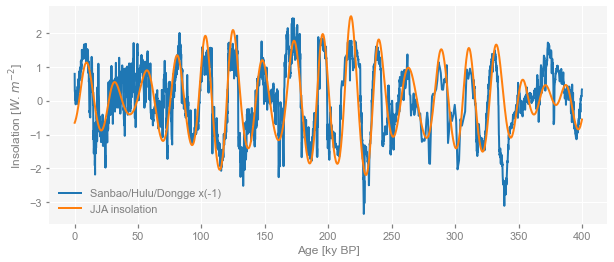 2
1
0
−1
−2
−3
Insolation [W. m⁻²]
Sanbao/Hulu/Dongge x(-1)
JJA insolation
0 50 100 150 200 250 300 350 400
Age [ky BP]